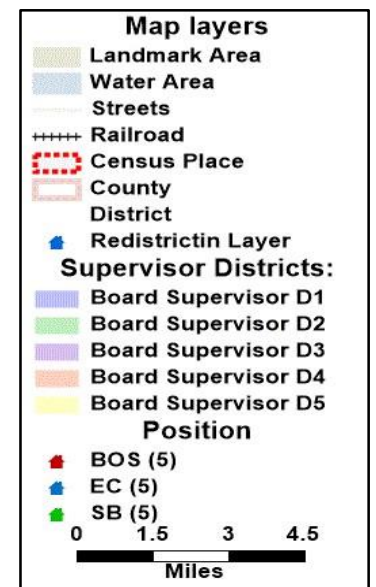 Map layers
Landmark Area
Water Area
Streets
Railroad
Census Place
County
District
Redistrictin Layer
Supervisor Districts:
Board Supervisor D1
Board Supervisor D2
Board Supervisor D3
Board Supervisor D4
Board Supervisor D5
Position
BOS (5)
EC (5)
SB (5)
0 1.5 3 4.5
Miles